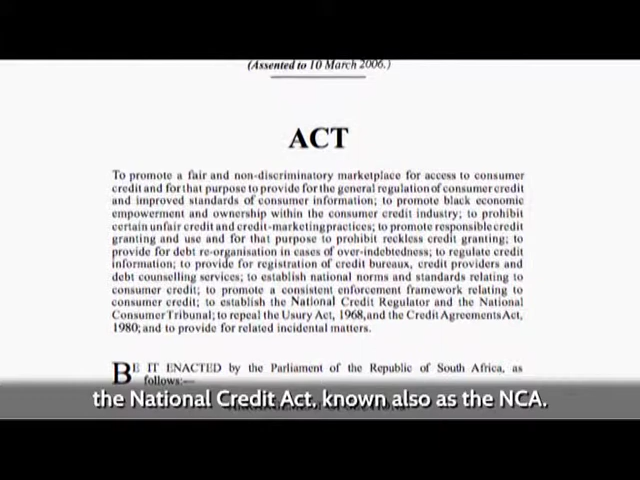 (Assented to 10 March 2006.)
ACT
To promote a fair and non-discriminatory marketplace for access to consumer
credit and for that purpose to provide for the general regulation of consumer credit
and improved standards of consumer information; to promote black economic
empowerment and ownership within the consumer credit industry; to prohibit
certain unfair credit and credit-marketing practices; to promote responsible credit
granting and use and for that purpose to prohibit reckless credit granting; to
provide for debt re-organisation in cases of over-indebtedness; to regulate credit
information; to provide for registration of credit bureaux, credit providers and
debt counselling services; to establish national norms and standards relating to
consumer credit; to promote a consistent enforcement framework relating to
consumer credit; to establish the National Credit Regulator and the National
Consumer Tribunal; to repeal the Usury Act, 1968, and the Credit Agreements Act,
1980; and to provide for related incidental matters.
BE IT ENACTED by the Parliament of the Republic of South Africa, as
follows:—
the National Credit Act, known also as the NCA.